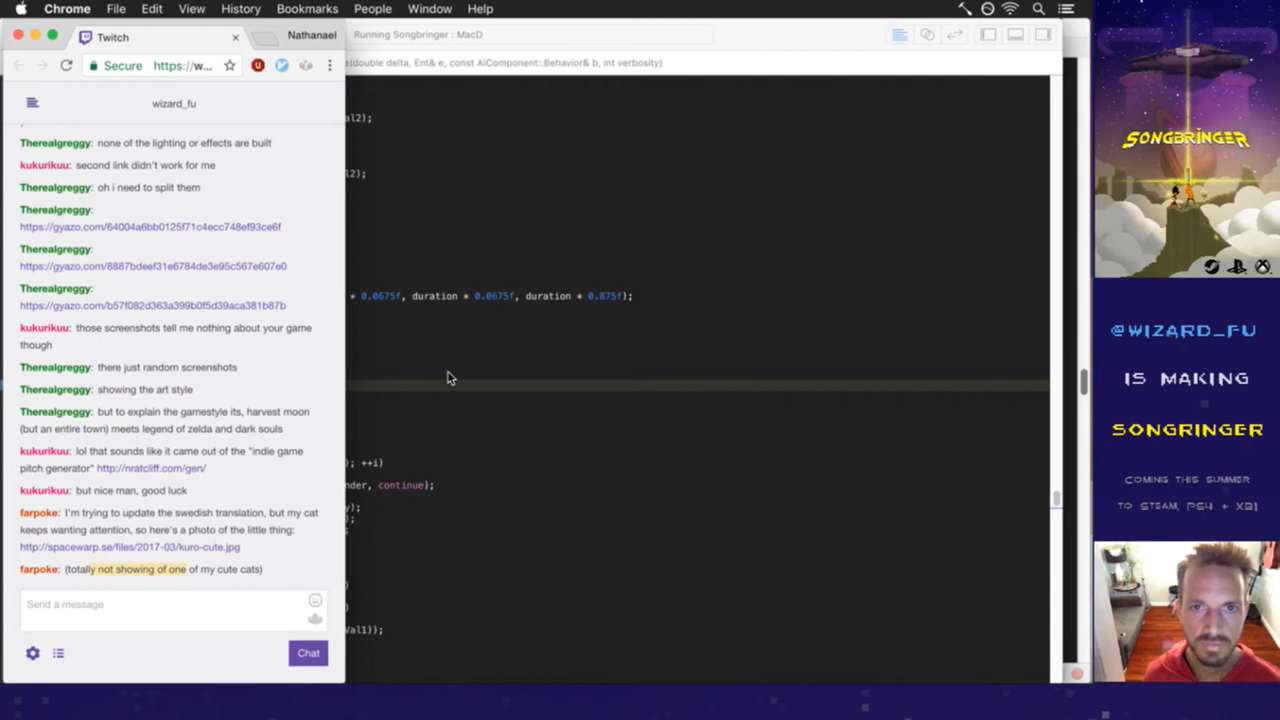 Chrome File Edit View History Bookmarks People Window Help
Twitch
Nathanael
Running Songbringer : MacD
Secure https://w...
(double delta, Ent& e, const AIComponent::Behavior& b, int verbosity)
wizard_fu
Therealgreggy: none of the lighting or effects are built
kukurikuu: second link didn't work for me
Therealgreggy: oh i need to split them
Therealgreggy:
https://gyazo.com/64004a6bb0125f71c4ecc748ef93ce6f
Therealgreggy:
https://gyazo.com/8887bdeef31e6784de3e95c567e607e0
Therealgreggy:
https://gyazo.com/b57f082d363a399b0f5d39aca381b87b
kukurikuu: those screenshots tell me nothing about your game
though
Therealgreggy: there just random screenshots
Therealgreggy: showing the art style
Therealgreggy: but to explain the gamestyle its, harvest moon
(but an entire town) meets legend of zelda and dark souls
kukurikuu: lol that sounds like it came out of the "indie game
pitch generator" http://nratcliff.com/gen/
kukurikuu: but nice man, good luck
farpoke: I'm trying to update the swedish translation, but my cat
keeps wanting attention, so here's a photo of the little thing:
http://spacewarp.se/files/2017-03/kuro-cute.jpg
farpoke: (totally not showing of one of my cute cats)
Send a message
Chat
al2);
l2);
* 0.0675f, duration * 0.0675f, duration * 0.875f);
); ++i)
nder, continue);
y);
);
;
)
)
Val1));
SONGBRINGER
@WIZARD_FU
IS MAKING
SONGRINGER
COMING THIS SUMMER
TO STEAM, PS4 + XB1